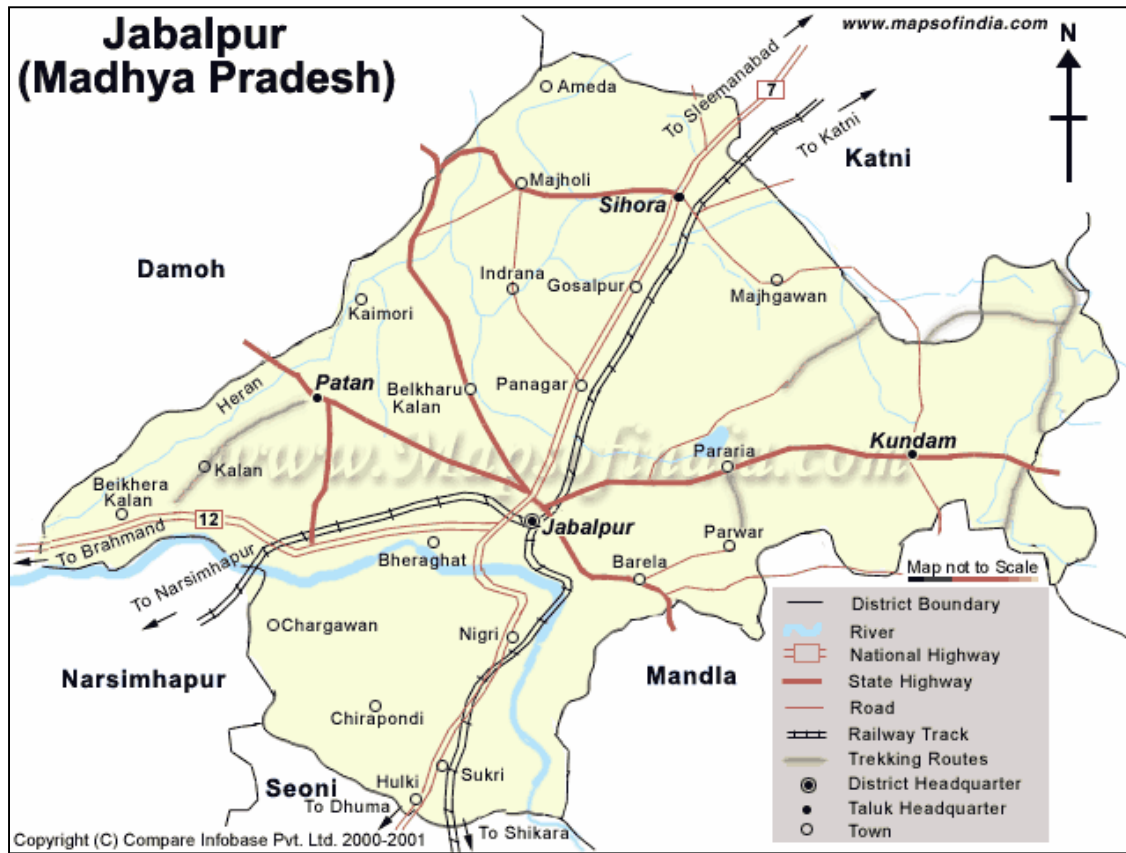 Jabalpur
(Madhya Pradesh)
www.mapsofindia.com
N
Ameda
To Sleemanabad
7
To Katni
Katni
Majholi
Sihora
Damoh
Indrana
Gosalpur
Majhgawan
Kaimori
Heran
Patan
Belkharu
Kalan
Panagar
Kundam
www.Mapsofindia.com
Pararia
Kalan
Beikhera
Kalan
12
Jabalpur
To Brahmand
Bheraghat
Parwar
Barela
To Narsimhapur
Map not to Scale
Chargawan
Nigri
Narsimhapur
Mandla
Chirapondi
Seoni
Hulki
Sukri
To Dhuma
To Shikara
District Boundary
River
National Highway
State Highway
Road
Railway Track
Trekking Routes
District Headquarter
Taluk Headquarter
Town
Copyright (C) Compare Infobase Pvt. Ltd. 2000-2001